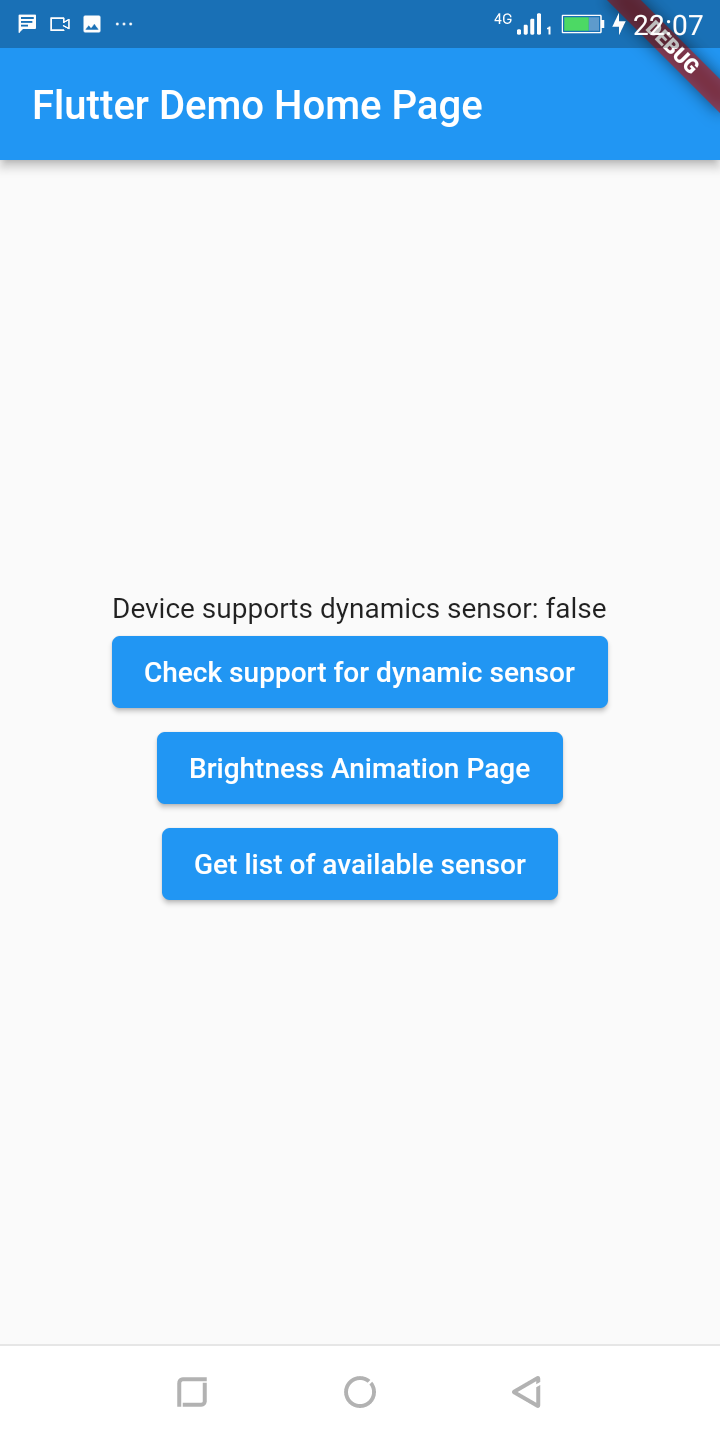 4G 1 22:07
DEBUG
Flutter Demo Home Page
Device supports dynamics sensor: false
Check support for dynamic sensor
Brightness Animation Page
Get list of available sensor